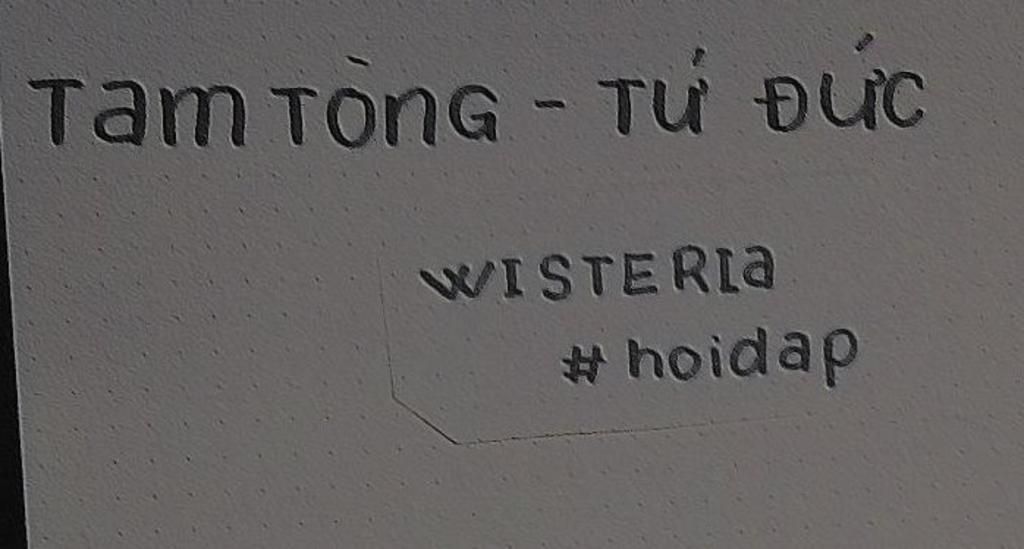 Tam TÒNG - TỨ ĐỨC
WISTERIa
# hoidap